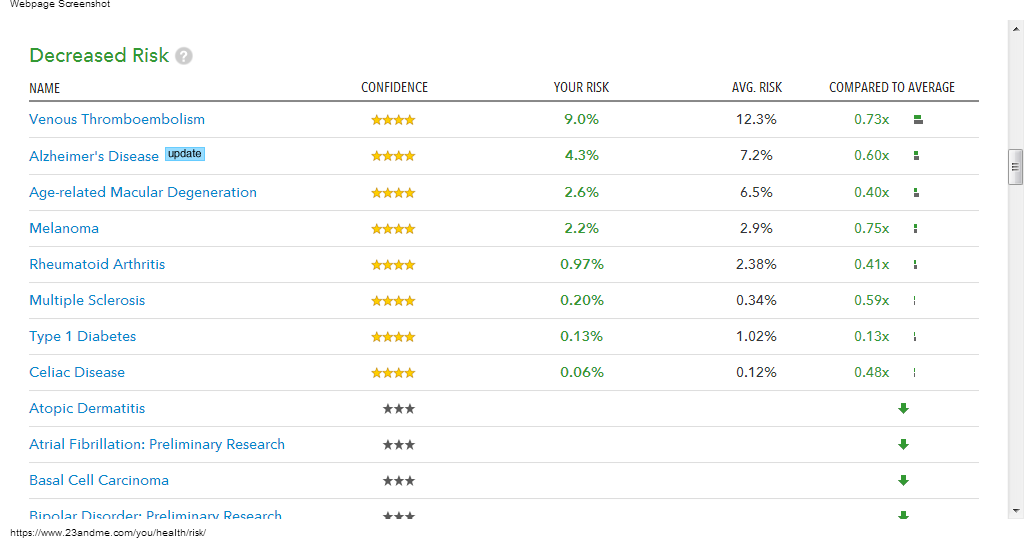 Webpage Screenshot
Decreased Risk ?
NAME CONFIDENCE YOUR RISK AVG. RISK COMPARED TO AVERAGE
Venous Thromboembolism 9.0% 12.3% 0.73x
Alzheimer's Disease update 4.3% 7.2% 0.60x
Age-related Macular Degeneration 2.6% 6.5% 0.40x
Melanoma 2.2% 2.9% 0.75x
Rheumatoid Arthritis 0.97% 2.38% 0.41x
Multiple Sclerosis 0.20% 0.34% 0.59x
Type 1 Diabetes 0.13% 1.02% 0.13x
Celiac Disease 0.06% 0.12% 0.48x
Atopic Dermatitis
Atrial Fibrillation: Preliminary Research
Basal Cell Carcinoma
Bipolar Disorder: Preliminary Research
https://www.23andme.com/you/health/risk/